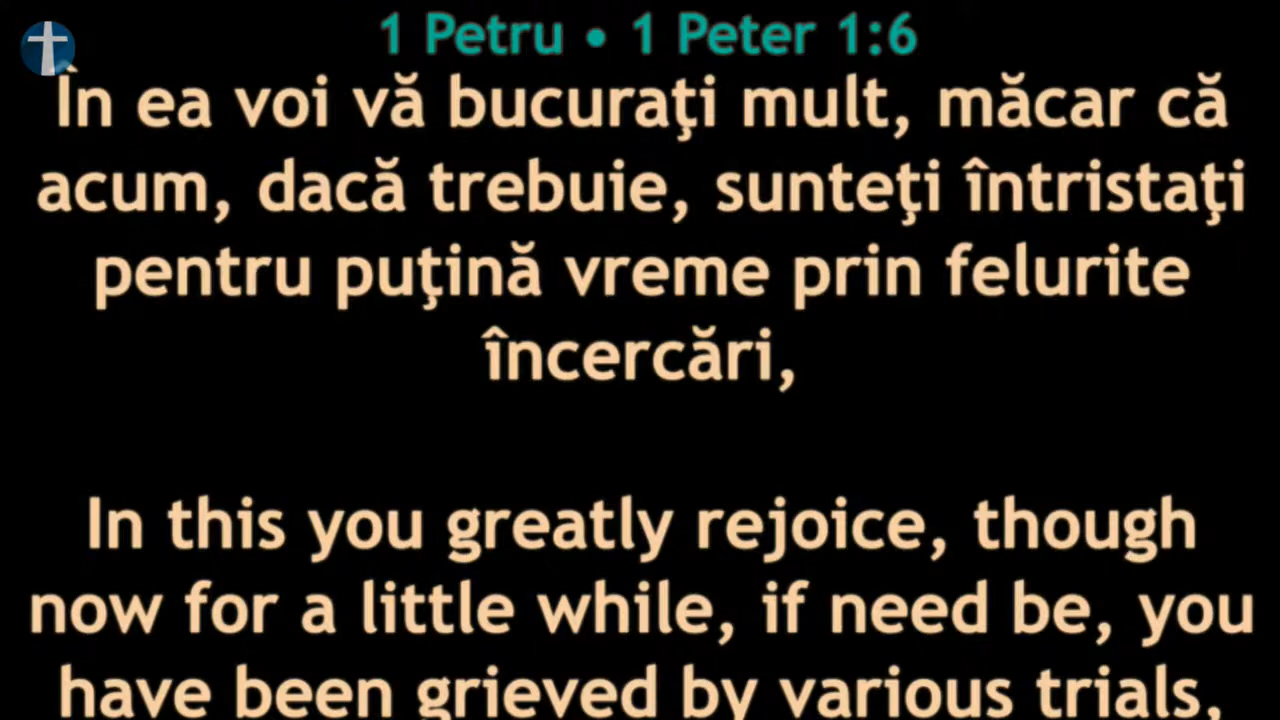 1 Petru • 1 Peter 1:6
În ea voi vă bucuraţi mult, măcar că
acum, dacă trebuie, sunteţi întristaţi
pentru puţină vreme prin felurite
încercări,
In this you greatly rejoice, though
now for a little while, if need be, you
have been grieved by various trials,